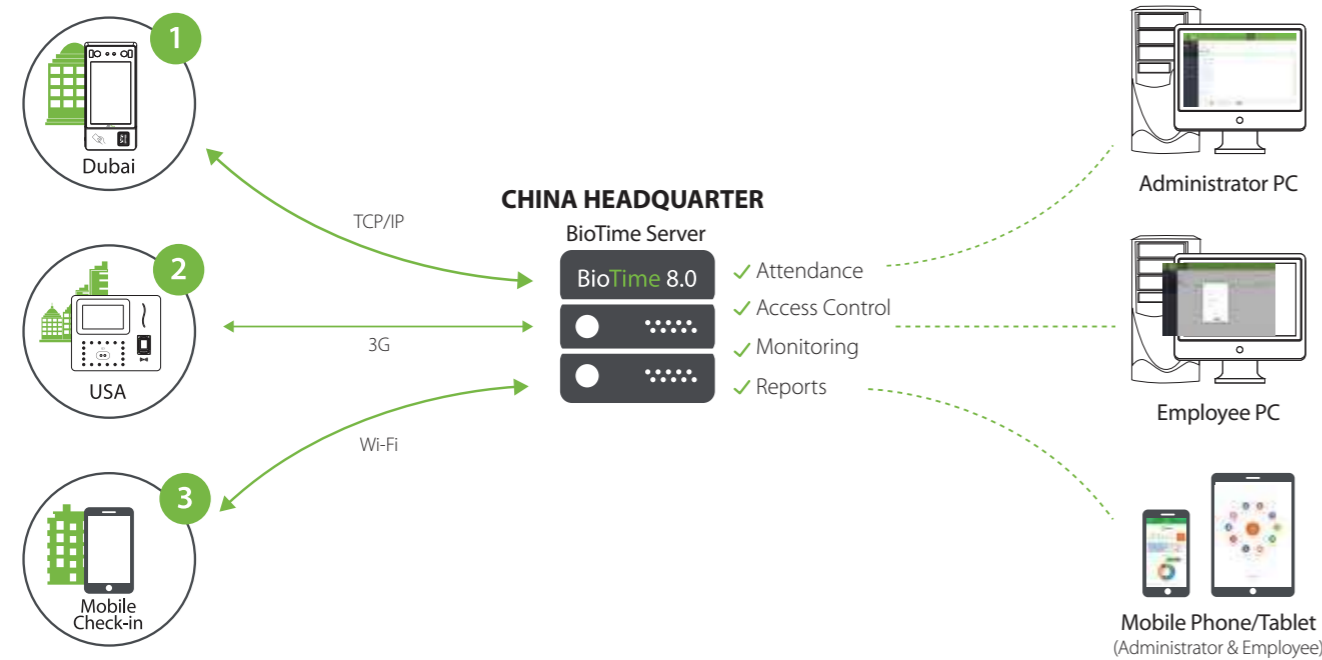 1
Dubai
TCP/IP
2
USA
3G
3
Mobile
Check-in
Wi-Fi
CHINA HEADQUARTER
BioTime Server
BioTime 8.0
Attendance
Access Control
Monitoring
Reports
Administrator PC
Employee PC
Mobile Phone/Tablet
(Administrator & Employee)